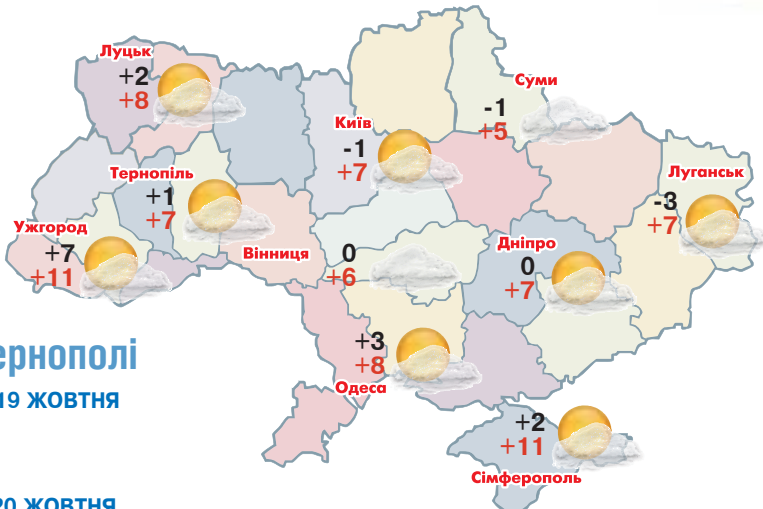 Луцьк
+2
+8
Суми
-1
+5
Київ
-1
+7
Тернопіль
+1
+7
Луганськ
-3
+7
Ужгород
+7
+11
Вінниця
0
+6
Дніпро
0
+7
ернополі
19 ЖОВТНЯ
+3
+8
Одеса
+2
+11
Сімферополь
20 ЖОВТНЯ